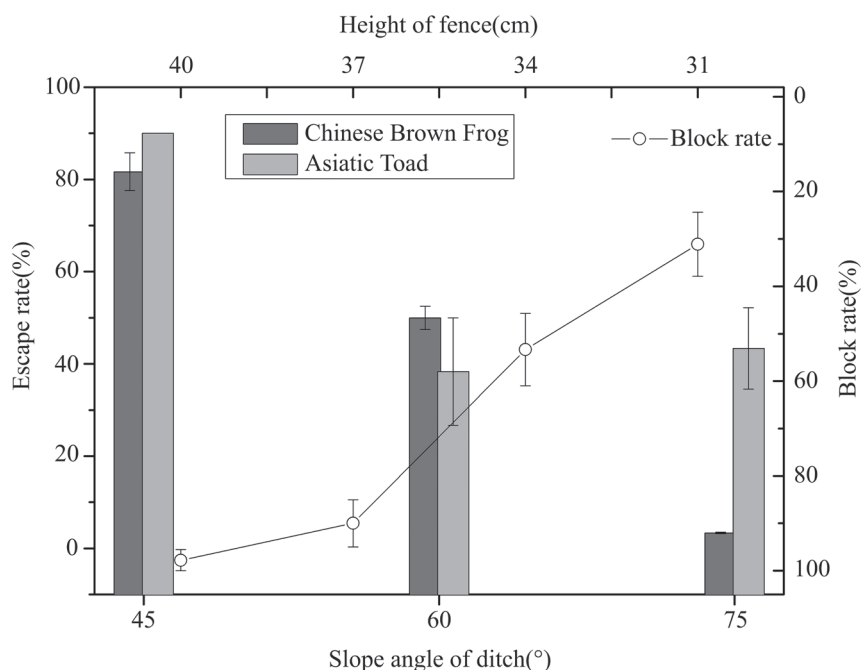 Height of fence(cm)
40 37 34 31
100
80
60
40
20
0
Escape rate(%)
Chinese Brown Frog
Asiatic Toad
Block rate
0
20
40
60
80
100
Block rate(%)
45 60 75
Slope angle of ditch(°)